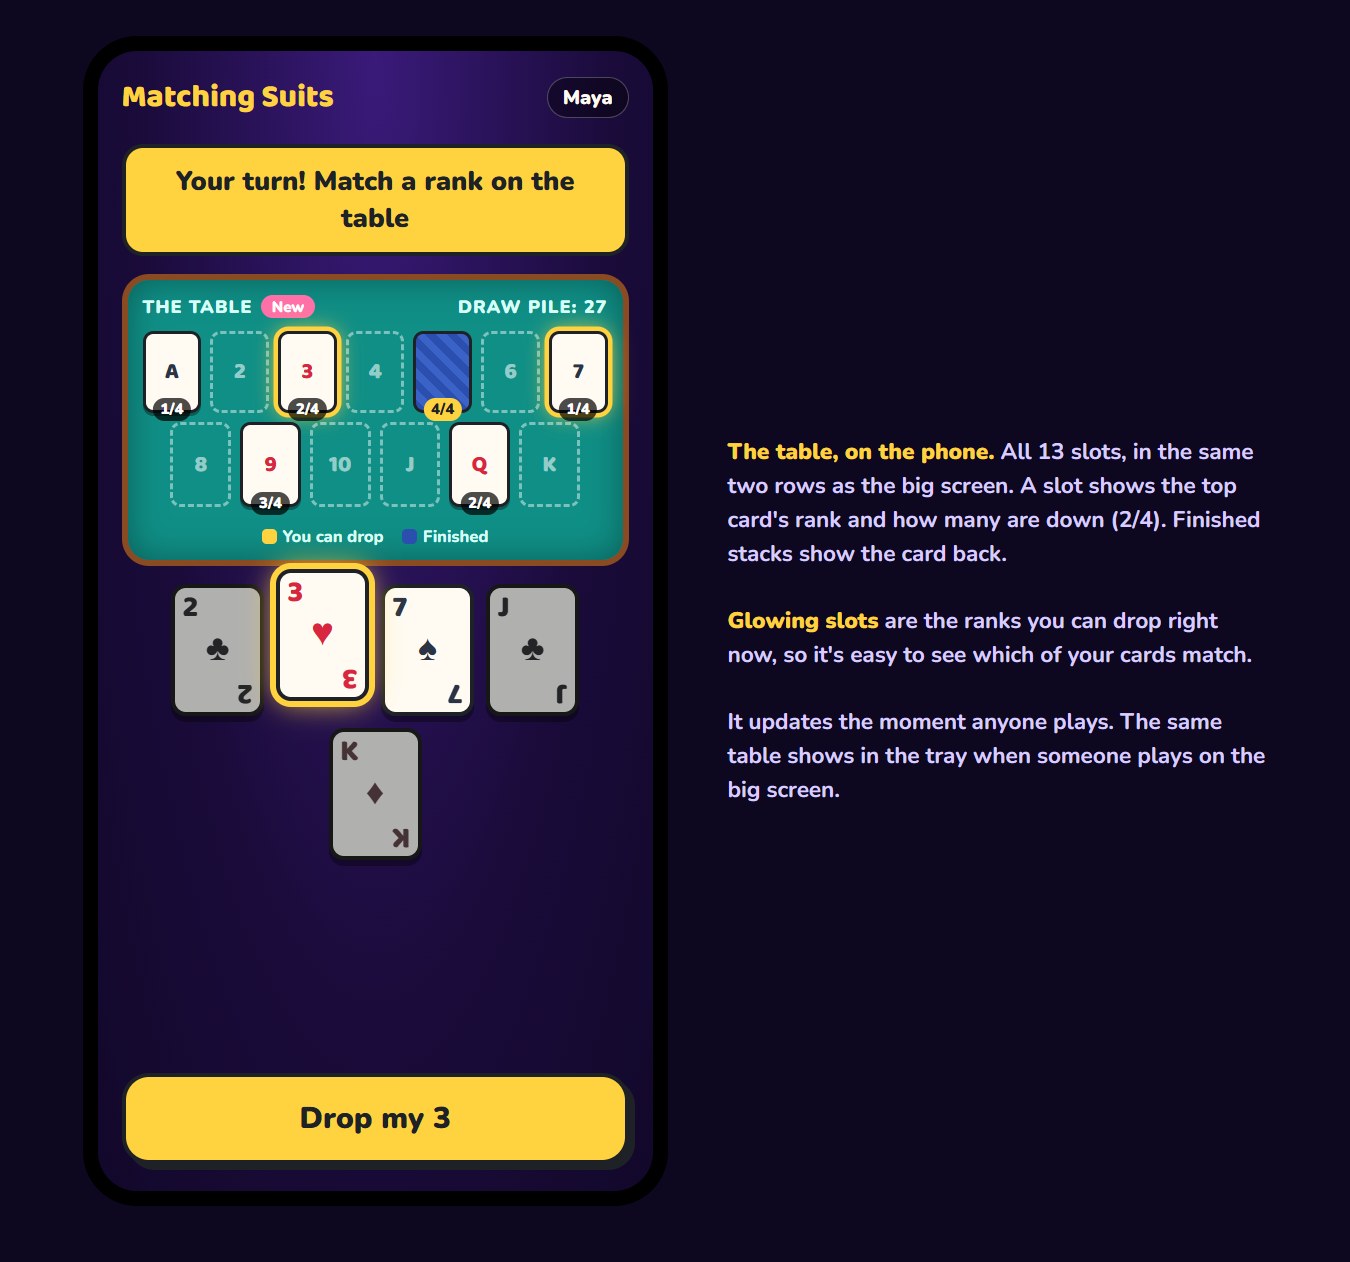 Matching Suits
Maya
Your turn! Match a rank on the
table
THE TABLE New DRAW PILE: 27
A 2 3 4 6 7
1/4 2/4 4/4 1/4
8 9 10 J Q K
3/4 2/4
You can drop Finished
2 3 7 J
♣ ♥ ♠ ♣
2 3 7 J
K
♦
K
Drop my 3
The table, on the phone. All 13 slots, in the same
two rows as the big screen. A slot shows the top
card's rank and how many are down (2/4). Finished
stacks show the card back.
Glowing slots are the ranks you can drop right
now, so it's easy to see which of your cards match.
It updates the moment anyone plays. The same
table shows in the tray when someone plays on the
big screen.